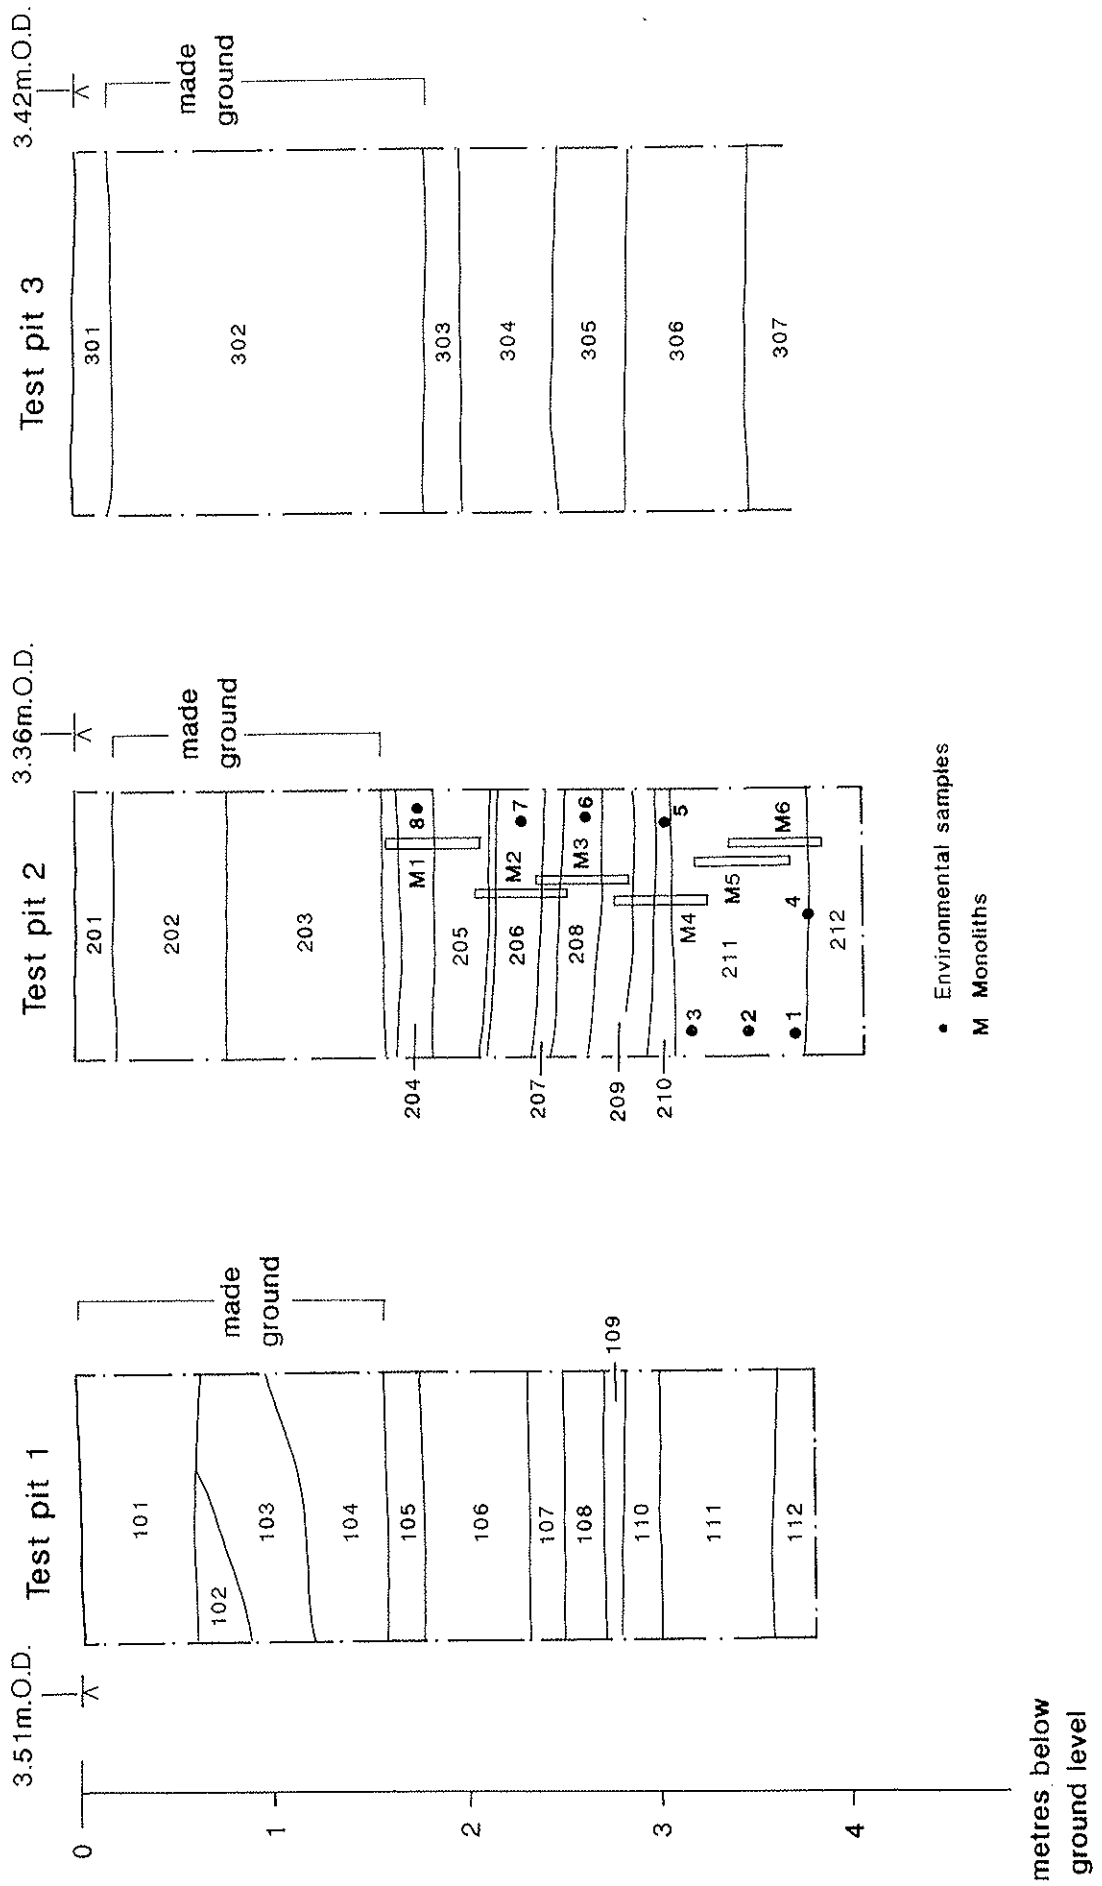 Test pit 1
3.51m.O.D.
made
ground
101
102
103
104
105
106
107
108
109
110
111
112
Test pit 2
3.36m.O.D.
made
ground
201
202
203
204
205
206
207
208
209
210
211
212
M1
M2
M3
M4
M5
M6
8
7
6
5
4
3
2
1
Test pit 3
3.42m.O.D.
made
ground
301
302
303
304
305
306
307
0
1
2
3
4
metres below
ground level
• Environmental samples
M Monoliths